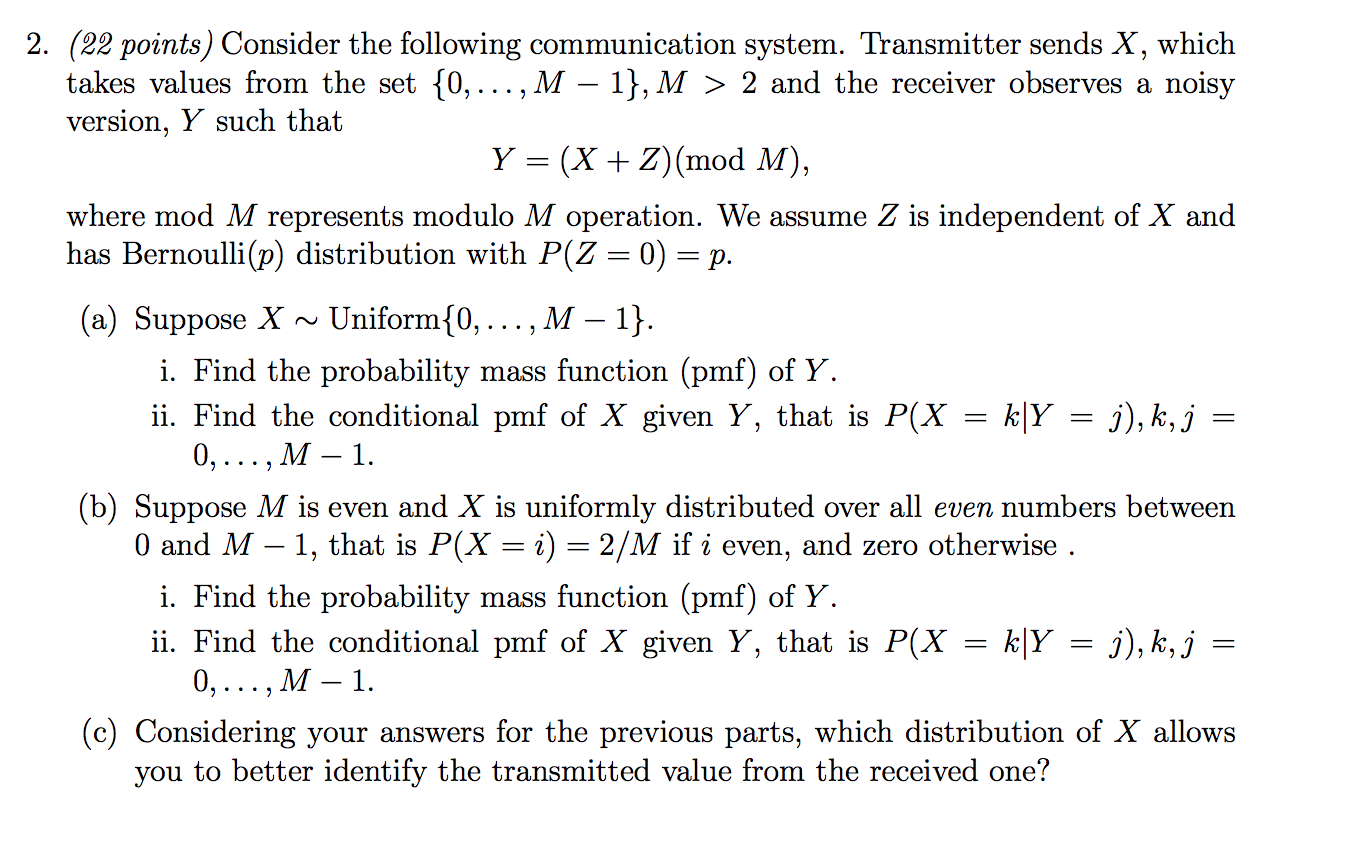 2. (22 points) Consider the following communication system. Transmitter sends X, which
takes values from the set {0, . . . , M − 1}, M > 2 and the receiver observes a noisy
version, Y such that
Y = (X + Z)(mod M),
where mod M represents modulo M operation. We assume Z is independent of X and
has Bernoulli(p) distribution with P(Z = 0) = p.
(a) Suppose X ∼ Uniform{0, . . . , M − 1}.
i. Find the probability mass function (pmf) of Y.
ii. Find the conditional pmf of X given Y, that is P(X = k|Y = j), k, j =
0, . . . , M − 1.
(b) Suppose M is even and X is uniformly distributed over all even numbers between
0 and M − 1, that is P(X = i) = 2/M if i even, and zero otherwise .
i. Find the probability mass function (pmf) of Y.
ii. Find the conditional pmf of X given Y, that is P(X = k|Y = j), k, j =
0, . . . , M − 1.
(c) Considering your answers for the previous parts, which distribution of X allows
you to better identify the transmitted value from the received one?